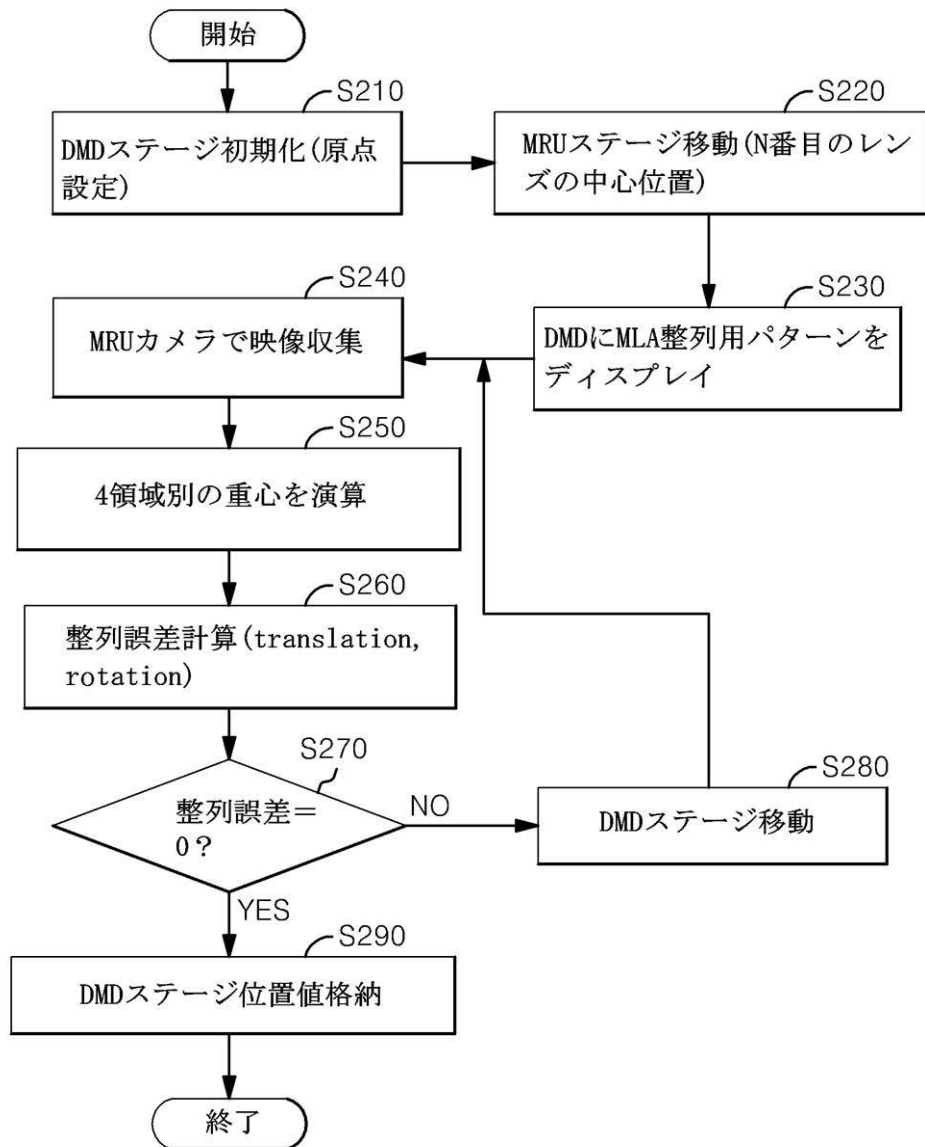 開始
S210
DMDステージ初期化(原点
設定)
S220
MRUステージ移動(N番目のレン
ズの中心位置)
S230
DMDにMLA整列用パターンを
ディスプレイ
S240
MRUカメラで映像収集
S250
4領域別の重心を演算
S260
整列誤差計算(translation,
rotation)
S270
整列誤差＝
0？
NO
S280
DMDステージ移動
YES
S290
DMDステージ位置値格納
終了